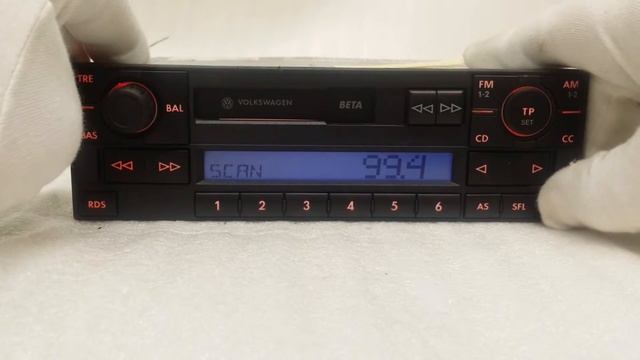 TRE
BAL
VOLKSWAGEN
BETA
FM
1-2
AM
1-2
TP
SET
CD
CC
SCAN
99.4
RDS
1 2 3 4 5 6
AS
SFL